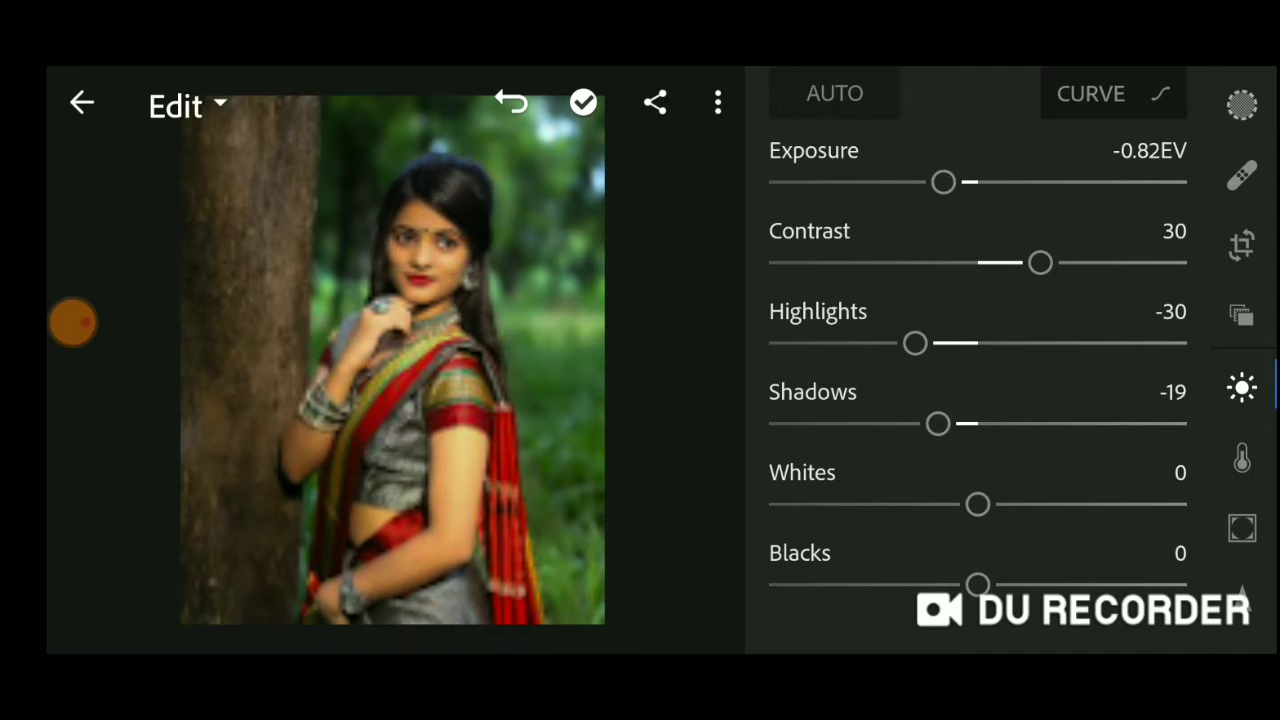 Edit
AUTO
CURVE
Exposure -0.82EV
Contrast 30
Highlights -30
Shadows -19
Whites 0
Blacks 0
DU RECORDER